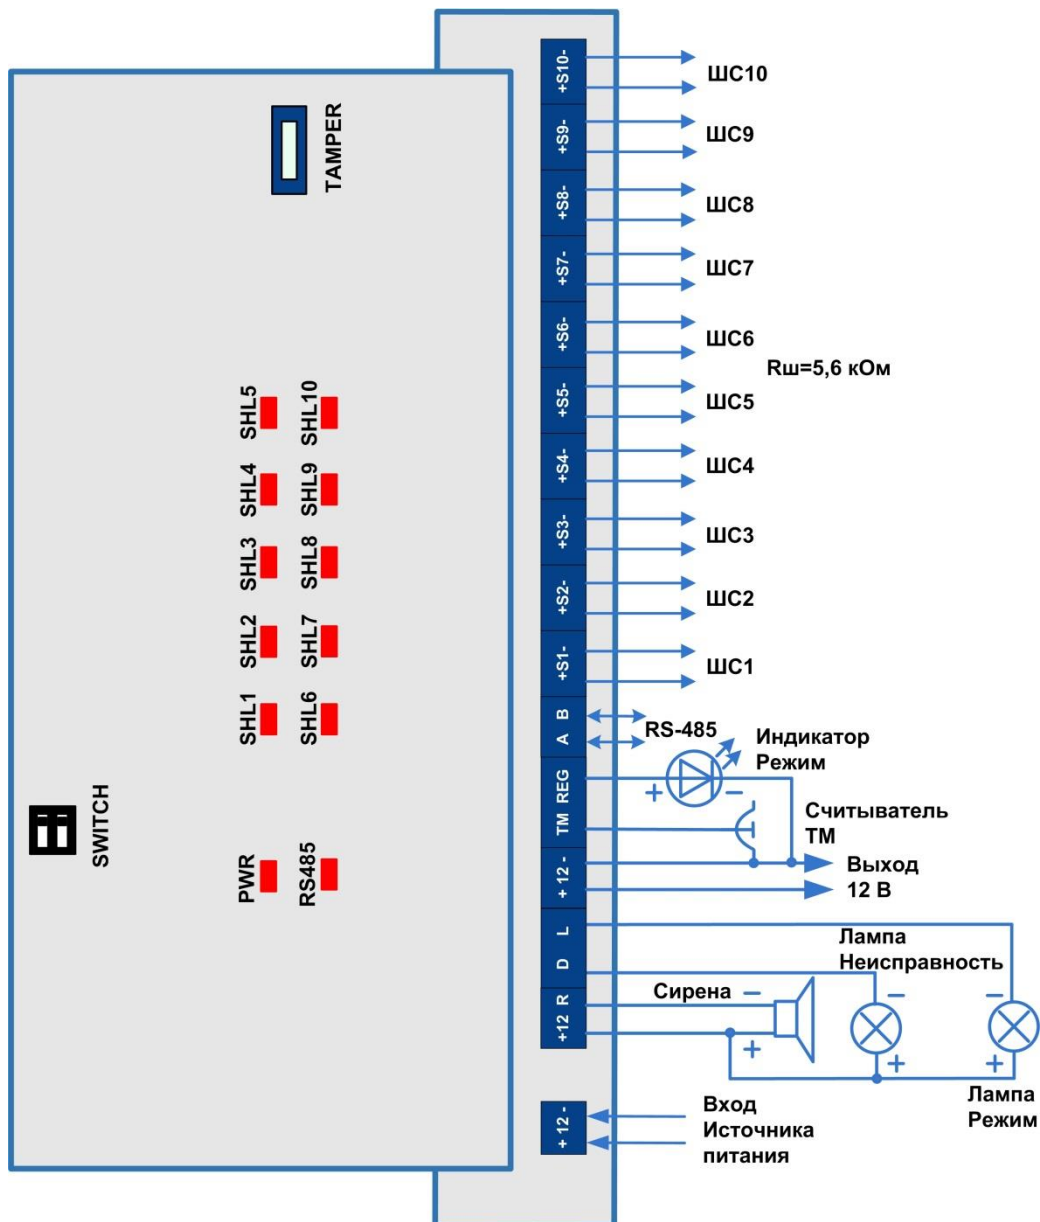 TAMPER
SHL5
SHL10
SHL4
SHL9
SHL3
SHL8
SHL2
SHL7
SHL1
SHL6
SWITCH
PWR
RS485
+S10-
ШС10
+S9-
ШС9
+S8-
ШС8
+S7-
ШС7
+S6-
ШС6
Rш=5,6 кОм
+S5-
ШС5
+S4-
ШС4
+S3-
ШС3
+S2-
ШС2
+S1-
ШС1
A B
RS-485
TM REG
Индикатор
Режим
+ −
Считыватель
ТМ
+ 12 -
Выход
12 В
D L
Лампа
Неисправность
+12 R
Сирена −
+
−
+
−
+
Лампа
Режим
+ 12 -
Вход
Источника
питания